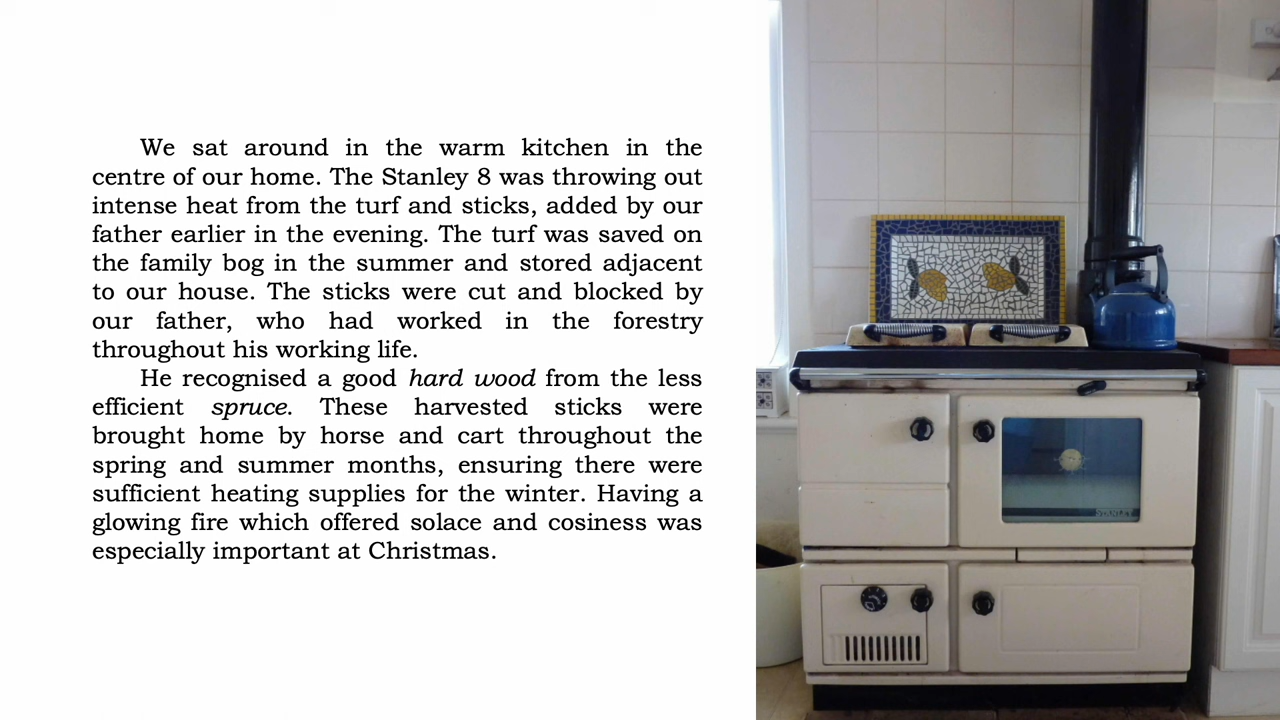 We sat around in the warm kitchen in the
centre of our home. The Stanley 8 was throwing out
intense heat from the turf and sticks, added by our
father earlier in the evening. The turf was saved on
the family bog in the summer and stored adjacent
to our house. The sticks were cut and blocked by
our father, who had worked in the forestry
throughout his working life.
He recognised a good hard wood from the less
efficient spruce. These harvested sticks were
brought home by horse and cart throughout the
spring and summer months, ensuring there were
sufficient heating supplies for the winter. Having a
glowing fire which offered solace and cosiness was
especially important at Christmas.
STANLEY